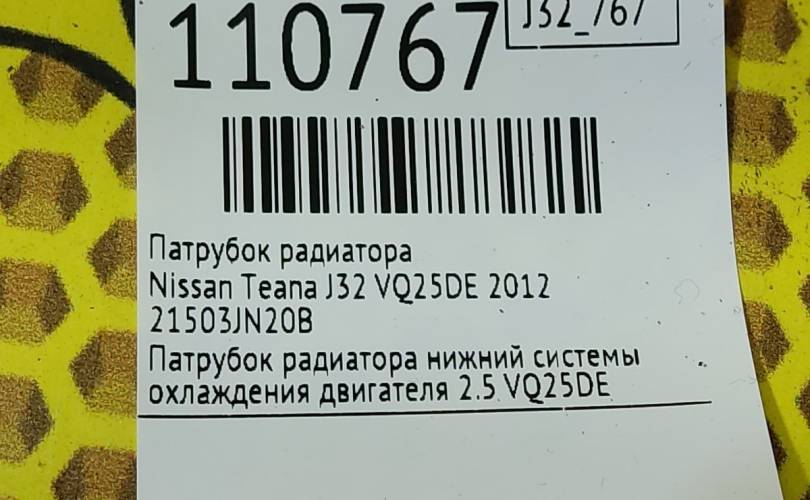 110767
J32_767
Патрубок радиатора
Nissan Teana J32 VQ25DE 2012
21503JN20B
Патрубок радиатора нижний системы
охлаждения двигателя 2.5 VQ25DE